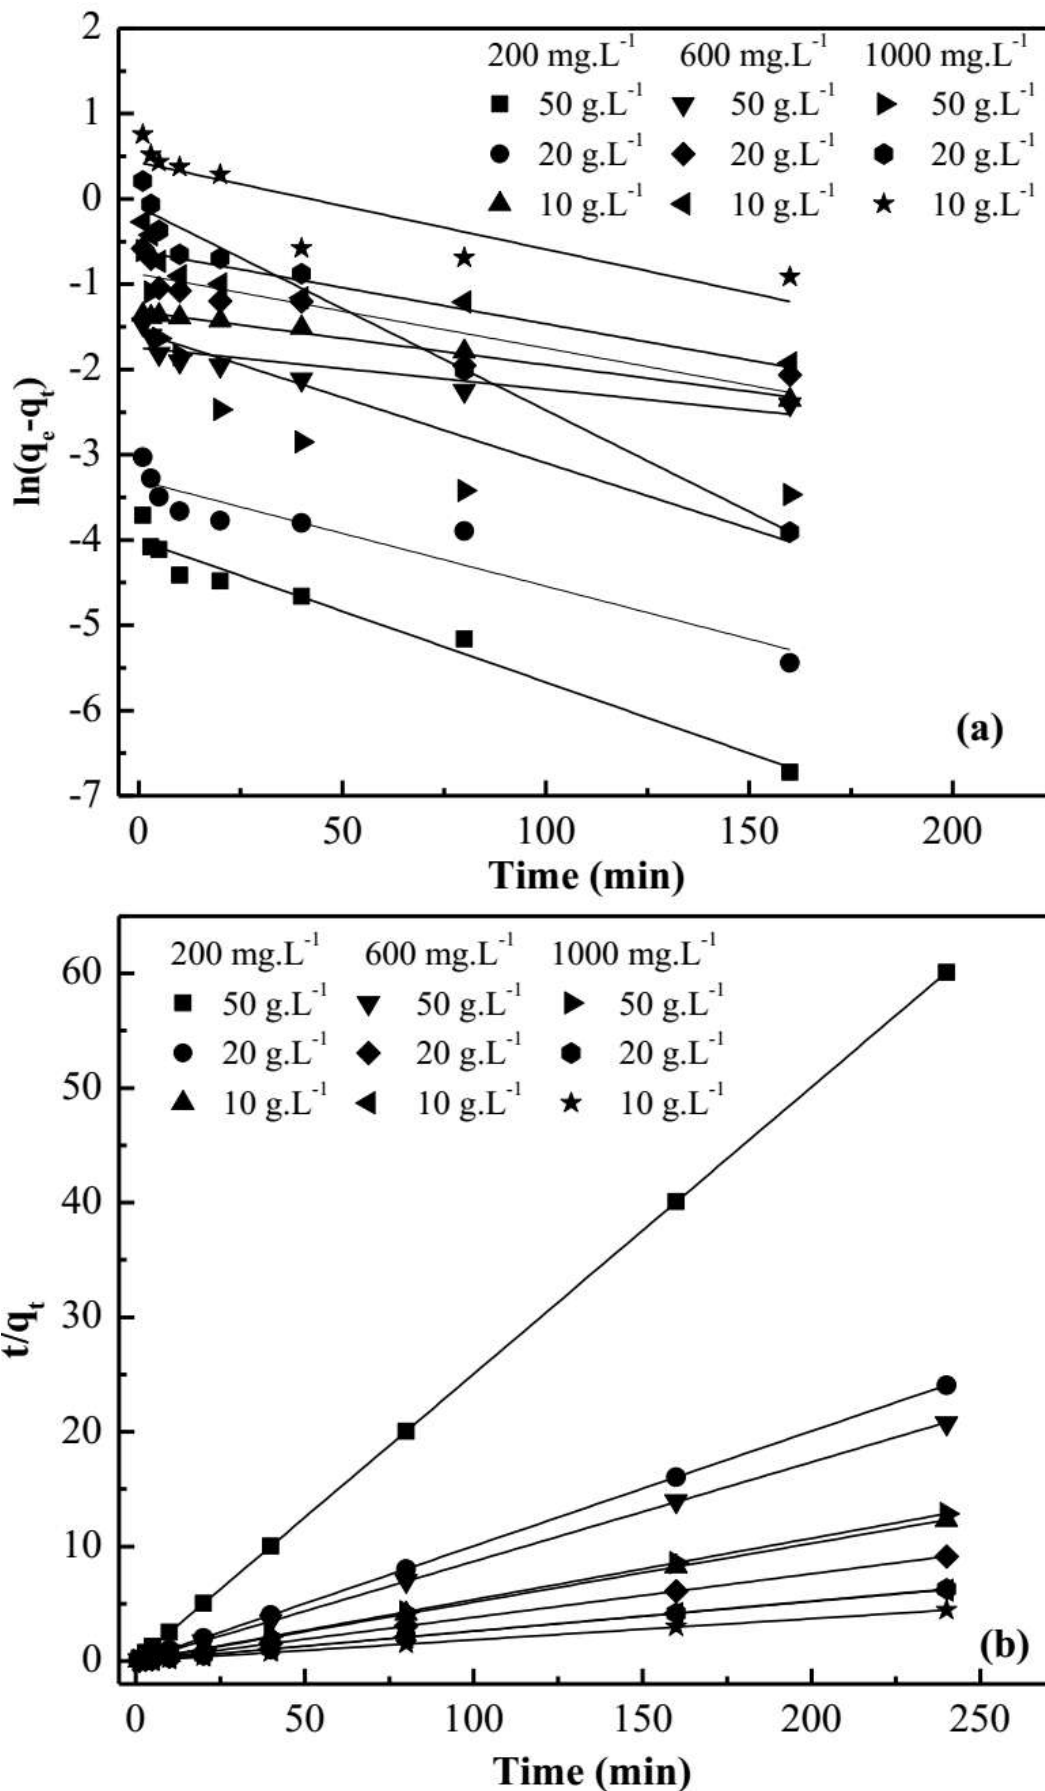 2
200 mg.L⁻¹ 600 mg.L⁻¹ 1000 mg.L⁻¹
1
50 g.L⁻¹ 50 g.L⁻¹ 50 g.L⁻¹
20 g.L⁻¹ 20 g.L⁻¹ 20 g.L⁻¹
0
10 g.L⁻¹ 10 g.L⁻¹ 10 g.L⁻¹
-1
-2
ln(qₑ-qₜ)
-3
-4
-5
-6
(a)
-7
0 50 100 150 200
Time (min)
200 mg.L⁻¹ 600 mg.L⁻¹ 1000 mg.L⁻¹
60
50 g.L⁻¹ 50 g.L⁻¹ 50 g.L⁻¹
20 g.L⁻¹ 20 g.L⁻¹ 20 g.L⁻¹
50
10 g.L⁻¹ 10 g.L⁻¹ 10 g.L⁻¹
40
t/qₜ
30
20
10
0
(b)
0 50 100 150 200 250
Time (min)